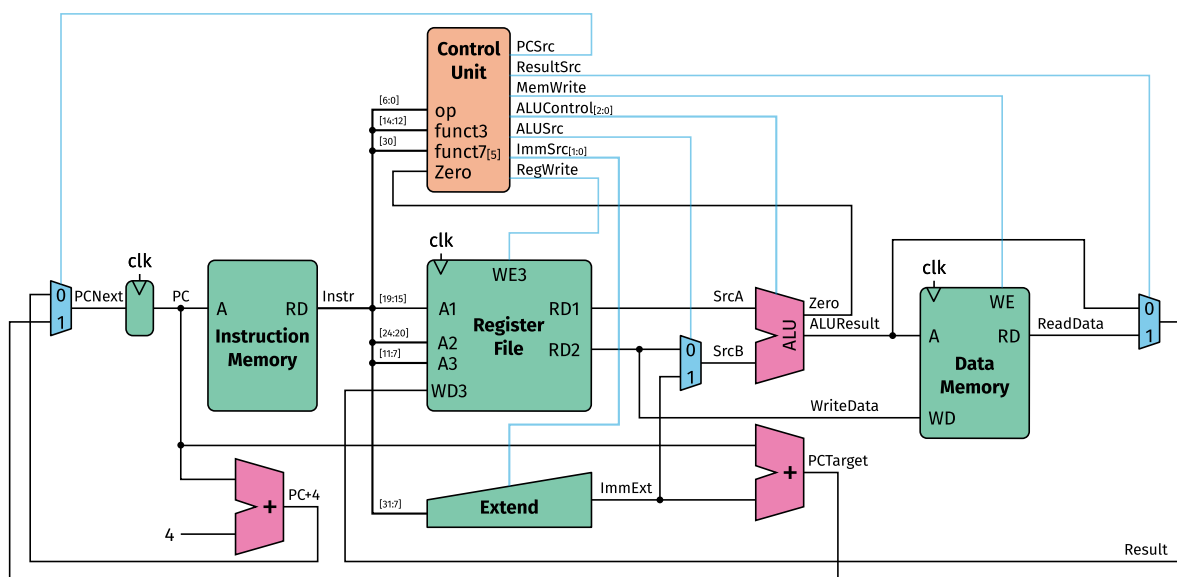 Control
Unit
PCSrc
ResultSrc
MemWrite
ALUControl[2:0]
ALUSrc
ImmSrc[1:0]
RegWrite
[6:0]
op
[14:12]
funct3
[30]
funct7[5]
Zero
clk
clk
clk
0
1
PCNext
PC
A
RD
Instruction
Memory
Instr
[19:15]
[24:20]
[11:7]
WE3
A1
A2
A3
WD3
Register
File
RD1
RD2
SrcA
0
1
SrcB
ALU
Zero
ALUResult
WE
A
RD
Data
Memory
WD
ReadData
WriteData
0
1
PC+4
4
+
[31:7]
Extend
ImmExt
+
PCTarget
Result